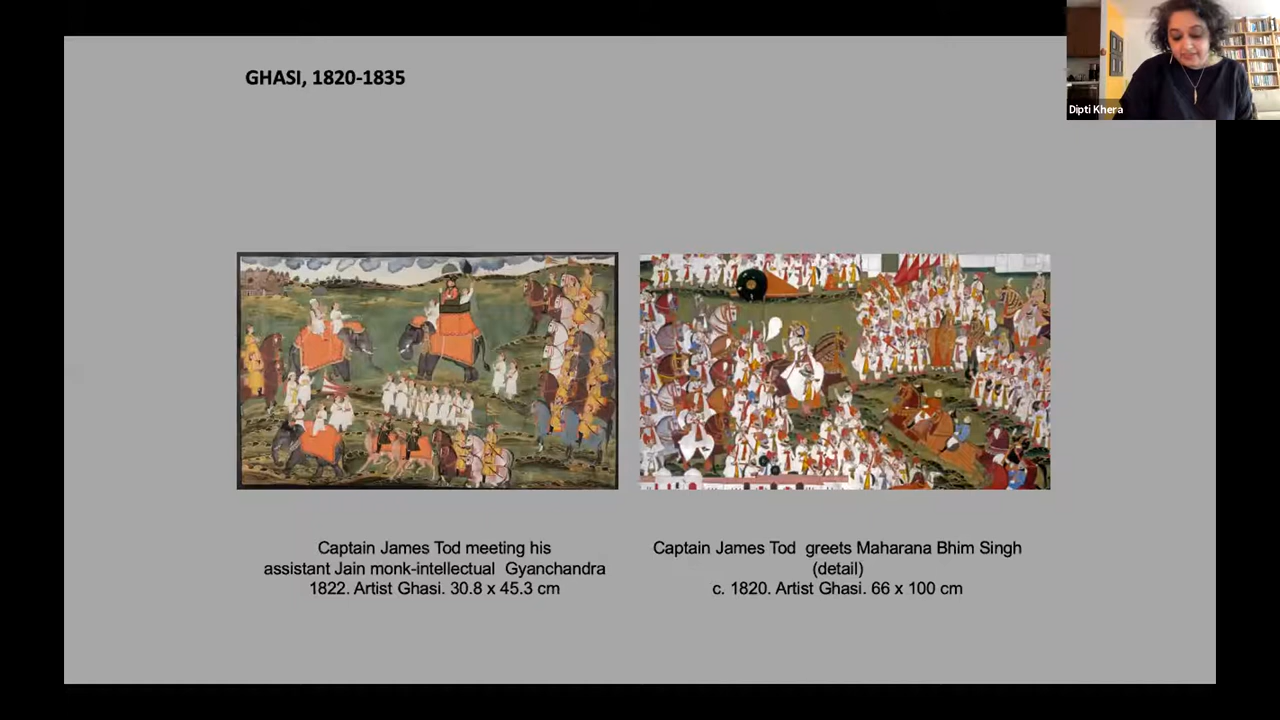 GHASI, 1820-1835
Dipti Khera
Captain James Tod meeting his
assistant Jain monk-intellectual Gyanchandra
1822. Artist Ghasi. 30.8 x 45.3 cm
Captain James Tod greets Maharana Bhim Singh
(detail)
c. 1820. Artist Ghasi. 66 x 100 cm